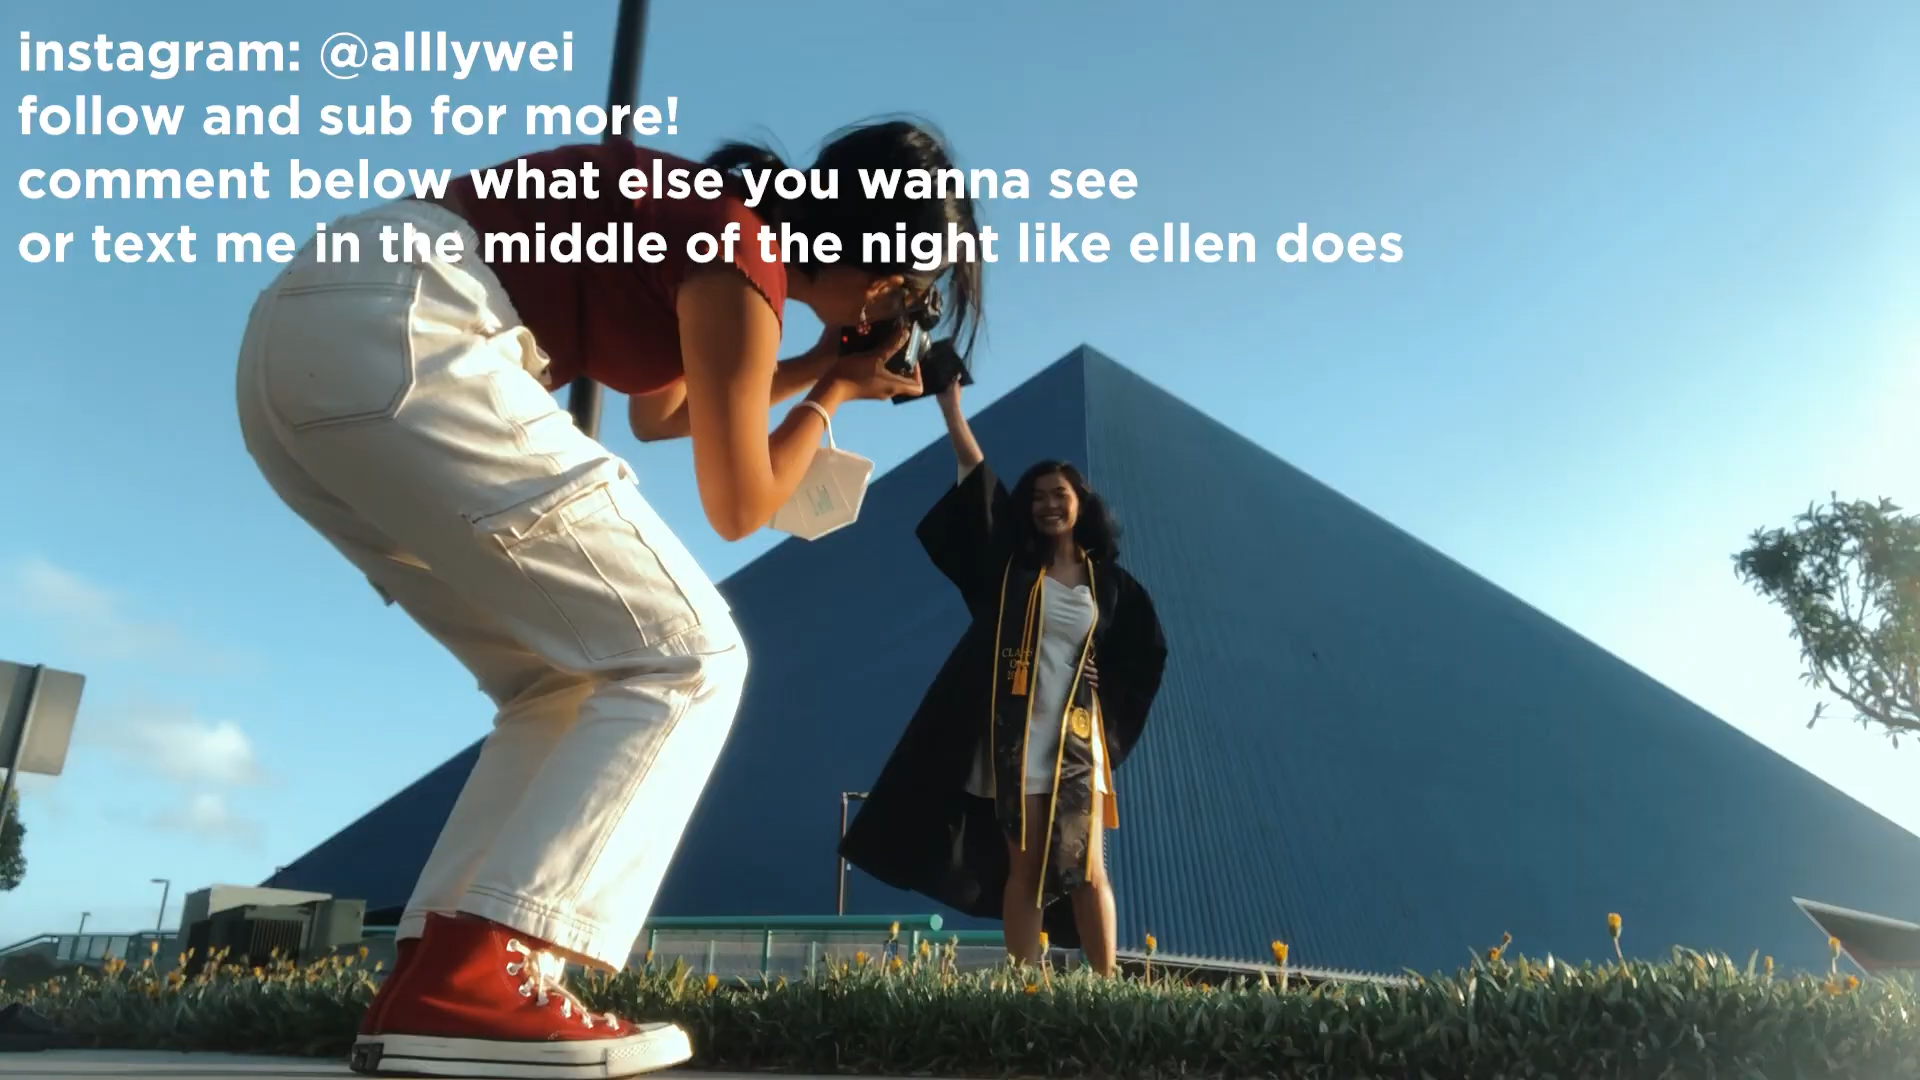 instagram: @alllywei
follow and sub for more!
comment below what else you wanna see
or text me in the middle of the night like ellen does
CLASS